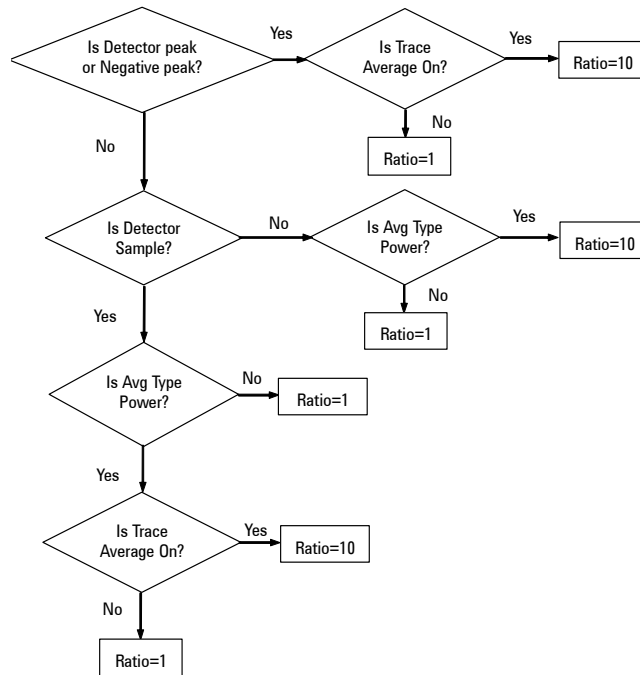 Is Detector peak
or Negative peak?
Yes
Is Trace
Average On?
Yes
Ratio=10
No
Ratio=1
No
Is Detector
Sample?
No
Is Avg Type
Power?
Yes
Ratio=10
No
Ratio=1
Yes
Is Avg Type
Power?
No
Ratio=1
Yes
Is Trace
Average On?
Yes
Ratio=10
No
Ratio=1